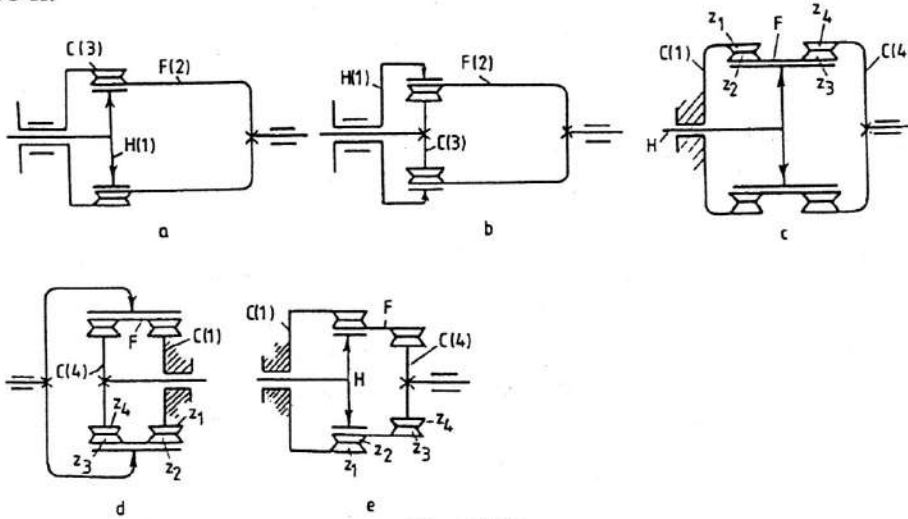 C(3)
F(2)
H(1)
a
H(1)
F(2)
C(3)
b
z1
F
z4
C(1)
C(4
z2
z3
H
c
F
C(1)
C(4)
z4
z1
z3
z2
d
C(1)
F
C(4)
H
z4
z2
z3
z1
e